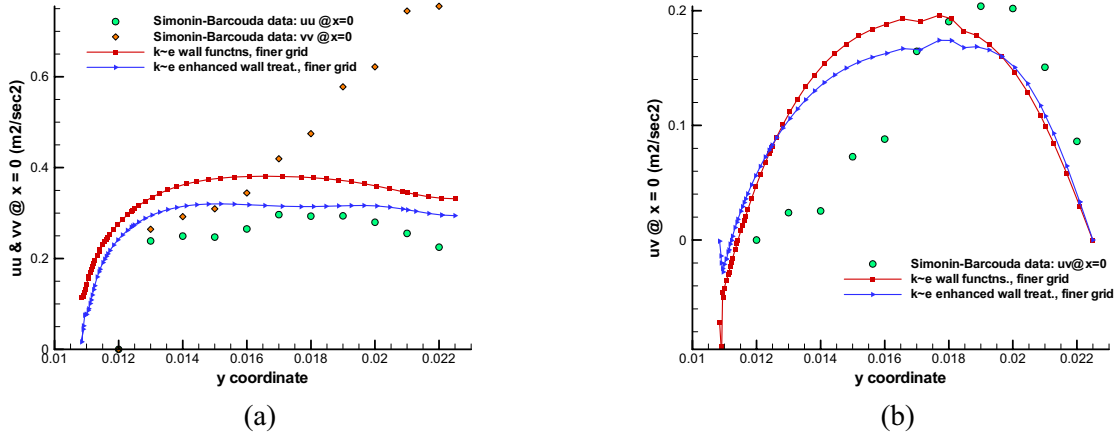 Simonin-Barcouda data: uu @x=0
Simonin-Barcouda data: vv @x=0
k~e wall functns, finer grid
k~e enhanced wall treat., finer grid
uu & vv @ x = 0 (m2/sec2)
0.6
0.4
0.2
0
0.01
0.012
0.014
0.016
0.018
0.02
0.022
y coordinate
(a)
uv @ x = 0 (m2/sec2)
0.2
0.1
0
Simonin-Barcouda data: uv@x=0
k~e wall functns., finer grid
k~e enhanced wall treat., finer grid
0.01
0.012
0.014
0.016
0.018
0.02
0.022
y coordinate
(b)